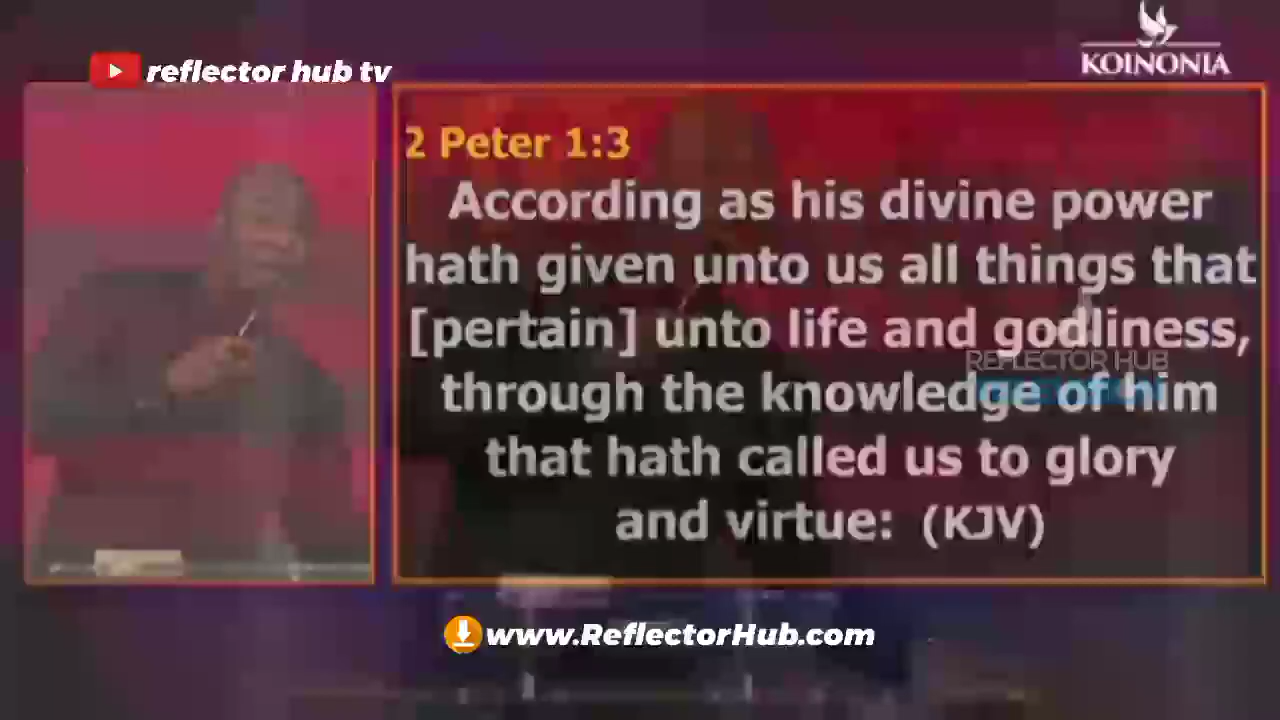 reflector hub tv
KOINONIA
2 Peter 1:3
According as his divine power
hath given unto us all things that
[pertain] unto life and godliness,
through the knowledge of him
that hath called us to glory
and virtue: (KJV)
REFLECTOR HUB
www.ReflectorHub.com